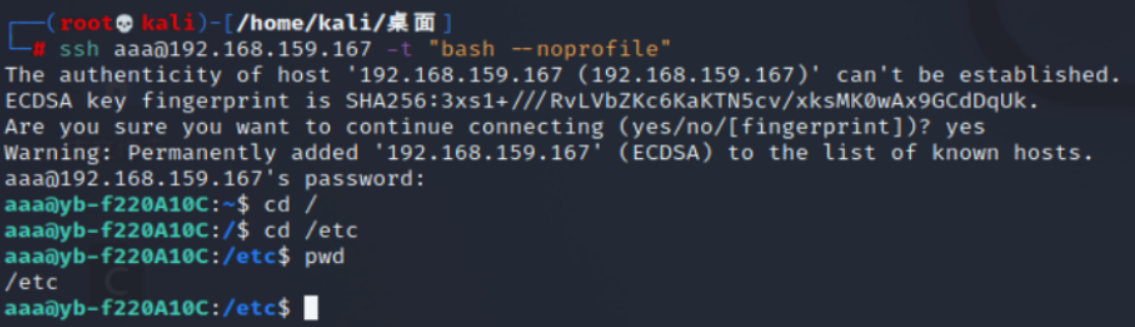 ┌──(root💀kali)-[/home/kali/桌面]
└─# ssh aaa@192.168.159.167 -t "bash --noprofile"
The authenticity of host '192.168.159.167 (192.168.159.167)' can't be established.
ECDSA key fingerprint is SHA256:3xs1+///RvLVbZKc6KaKTN5cv/xksMK0wAx9GCdDqUk.
Are you sure you want to continue connecting (yes/no/[fingerprint])? yes
Warning: Permanently added '192.168.159.167' (ECDSA) to the list of known hosts.
aaa@192.168.159.167's password:
aaa@yb-f220A10C:~$ cd /
aaa@yb-f220A10C:/$ cd /etc
aaa@yb-f220A10C:/etc$ pwd
/etc
aaa@yb-f220A10C:/etc$